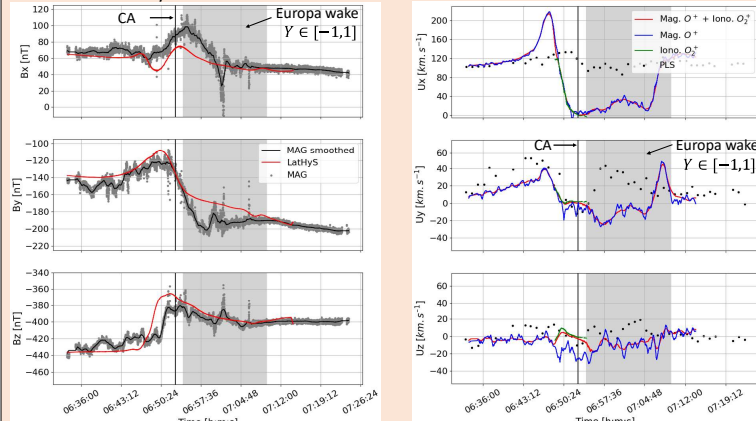 120
100
80
60
40
20
0
Bx [nT]
CA
Europa wake
Y ∈ [−1,1]
−100
−120
−140
−160
−180
−200
−220
By [nT]
MAG smoothed
LatHyS
MAG
−340
−360
−380
−400
−420
−440
−460
Bz [nT]
06:36:00
06:43:12
06:50:24
06:57:36
07:04:48
07:12:00
07:19:12
07:26:24
200
160
120
80
40
0
Ux [km. s⁻¹]
Mag. O⁺ + Iono. O₂⁺
Mag. O⁺
Iono. O₂⁺
PLS
60
40
20
0
−20
−40
Uy [km. s⁻¹]
CA
Europa wake
Y ∈ [−1,1]
60
40
20
0
−20
−40
Uz [km. s⁻¹]
06:36:00
06:43:12
06:50:24
06:57:36
07:04:48
07:12:00
07:19:12